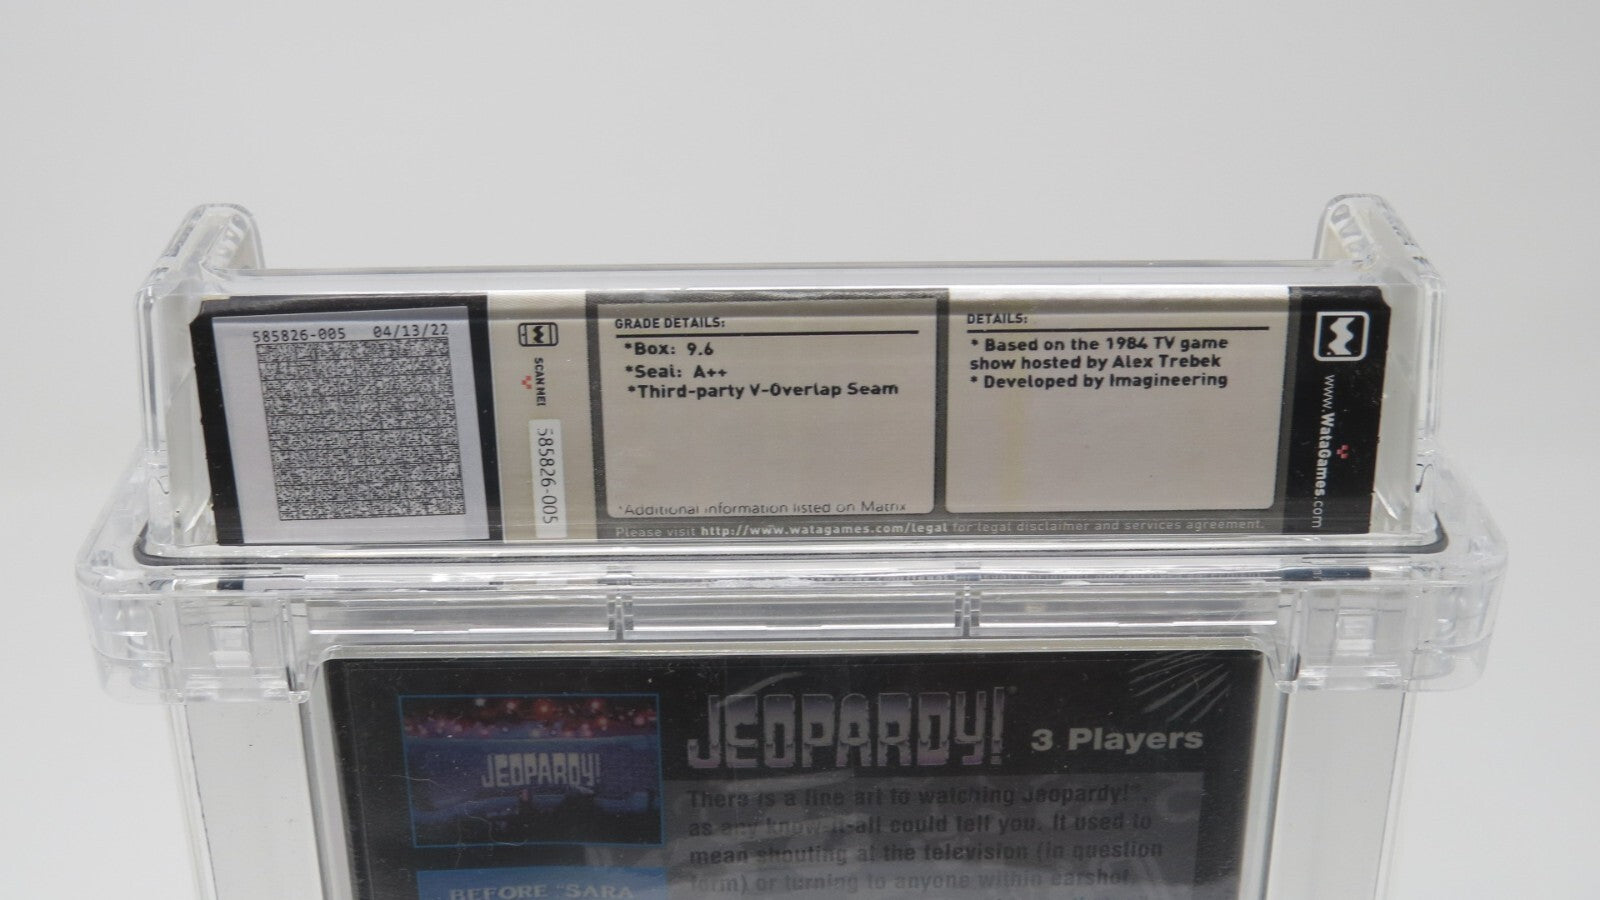 585826-005 04/13/22
SCAN ME!
585826-005
GRADE DETAILS:
*Box: 9.6
*Seal: A++
*Third-party V-Overlap Seam
*Additional information listed on Matrix
DETAILS:
* Based on the 1984 TV game
show hosted by Alex Trebek
* Developed by Imagineering
Please visit http://www.watagames.com/legal for legal disclaimer and services agreement.
www.WataGames.com
JEOPARDY!
JEOPARDY!
3 Players
There is a fine art to watching Jeopardy!®,
as any know-it-all could tell you. It used to
mean shouting at the television (in question
form) or turning to anyone within earshot,
BEFORE "SARA